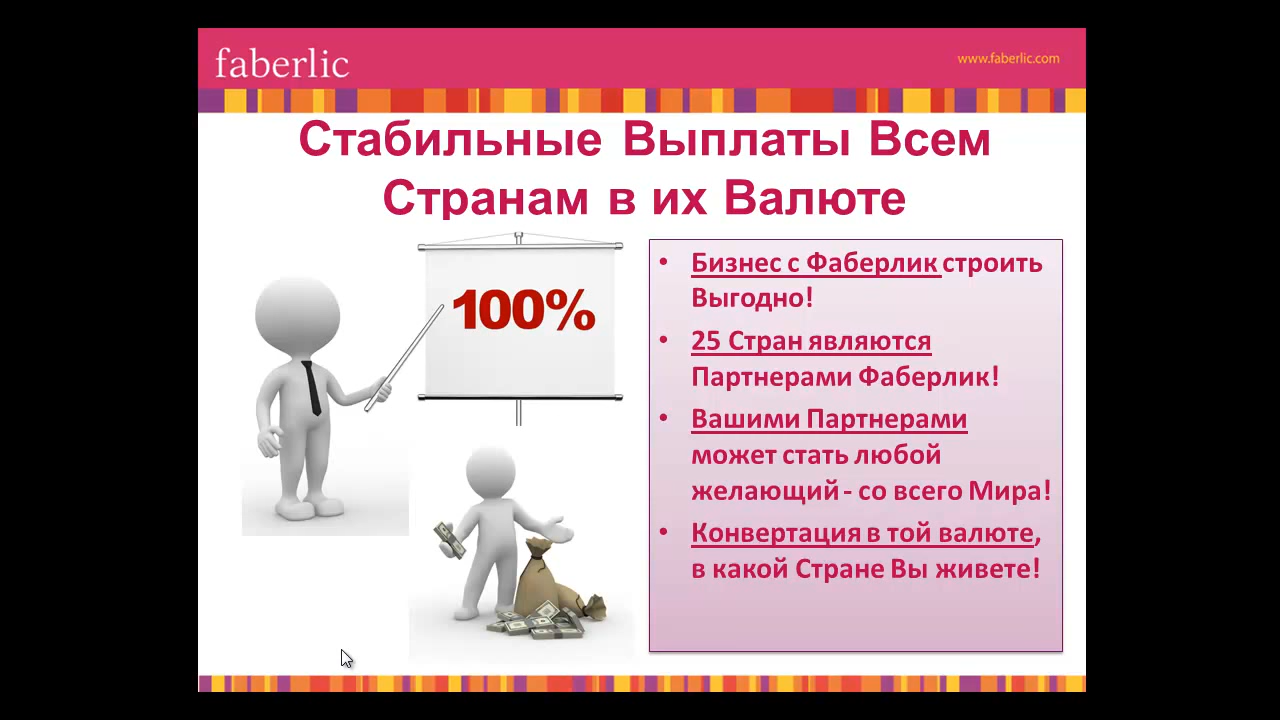 faberlic
www.faberlic.com
Стабильные Выплаты Всем
Странам в их Валюте
100%
• Бизнес с Фаберлик строить
Выгодно!
• 25 Стран являются
Партнерами Фаберлик!
• Вашими Партнерами
может стать любой
желающий - со всего Мира!
• Конвертация в той валюте,
в какой Стране Вы живете!